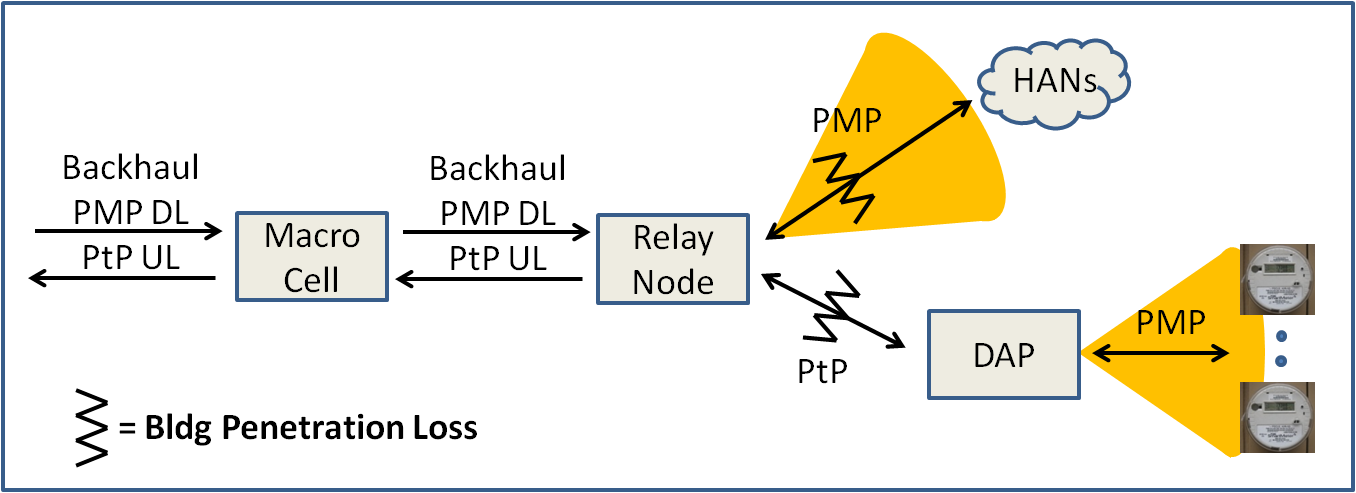 HANs
PMP
Backhaul
PMP DL
PtP UL
Macro
Cell
Backhaul
PMP DL
PtP UL
Relay
Node
PtP
DAP
PMP
= Bldg Penetration Loss